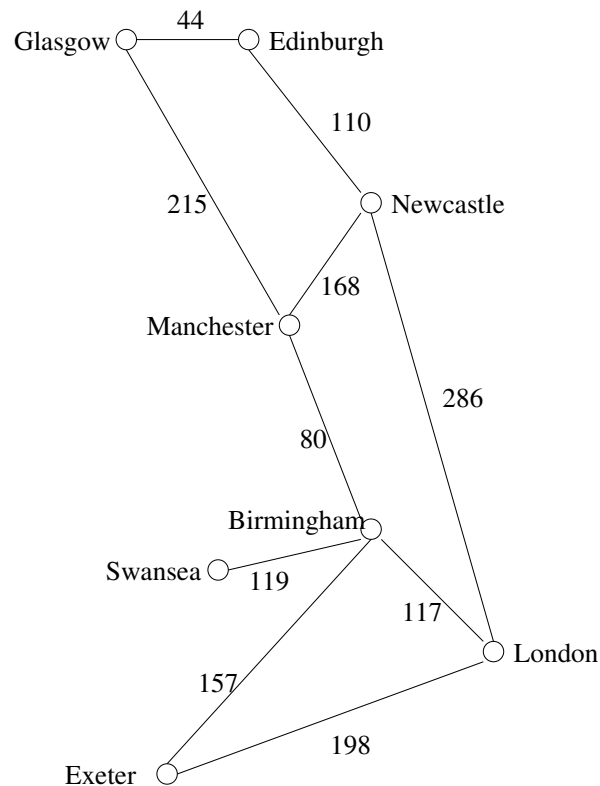 44
Glasgow Edinburgh
110
215 Newcastle
168
Manchester
286
80
Birmingham
Swansea 119
117
London
157
198
Exeter